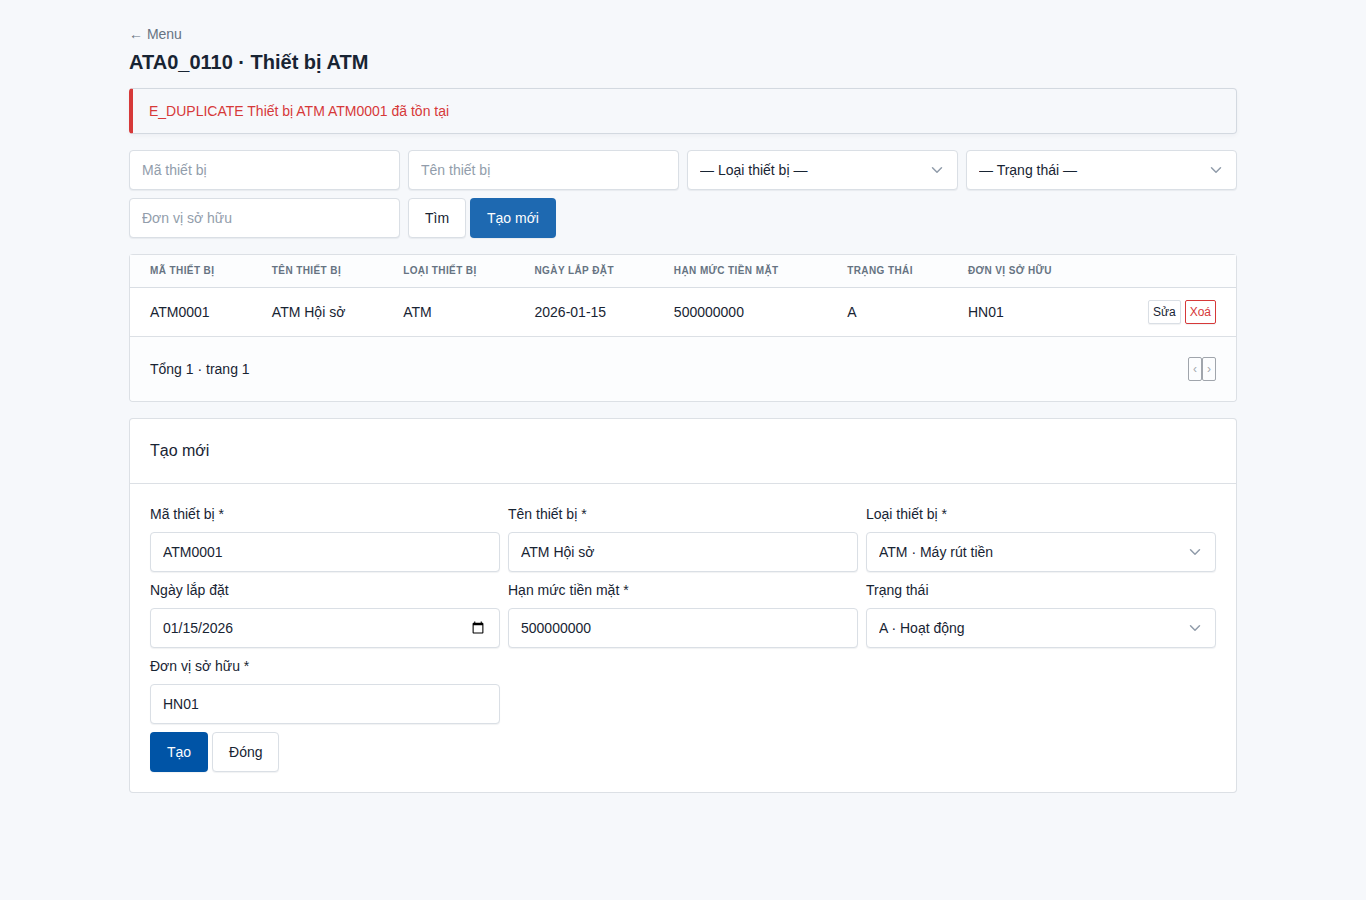 ← Menu
ATA0_0110 · Thiết bị ATM
E_DUPLICATE Thiết bị ATM ATM0001 đã tồn tại
Mã thiết bị Tên thiết bị — Loại thiết bị — — Trạng thái —
Đơn vị sở hữu Tìm Tạo mới
MÃ THIẾT BỊ TÊN THIẾT BỊ LOẠI THIẾT BỊ NGÀY LẮP ĐẶT HẠN MỨC TIỀN MẶT TRẠNG THÁI ĐƠN VỊ SỞ HỮU
ATM0001 ATM Hội sở ATM 2026-01-15 500000000 A HN01 Sửa Xoá
Tổng 1 · trang 1 ‹ ›
Tạo mới
Mã thiết bị * Tên thiết bị * Loại thiết bị *
ATM0001 ATM Hội sở ATM · Máy rút tiền
Ngày lắp đặt Hạn mức tiền mặt * Trạng thái
01/15/2026 500000000 A · Hoạt động
Đơn vị sở hữu *
HN01
Tạo Đóng